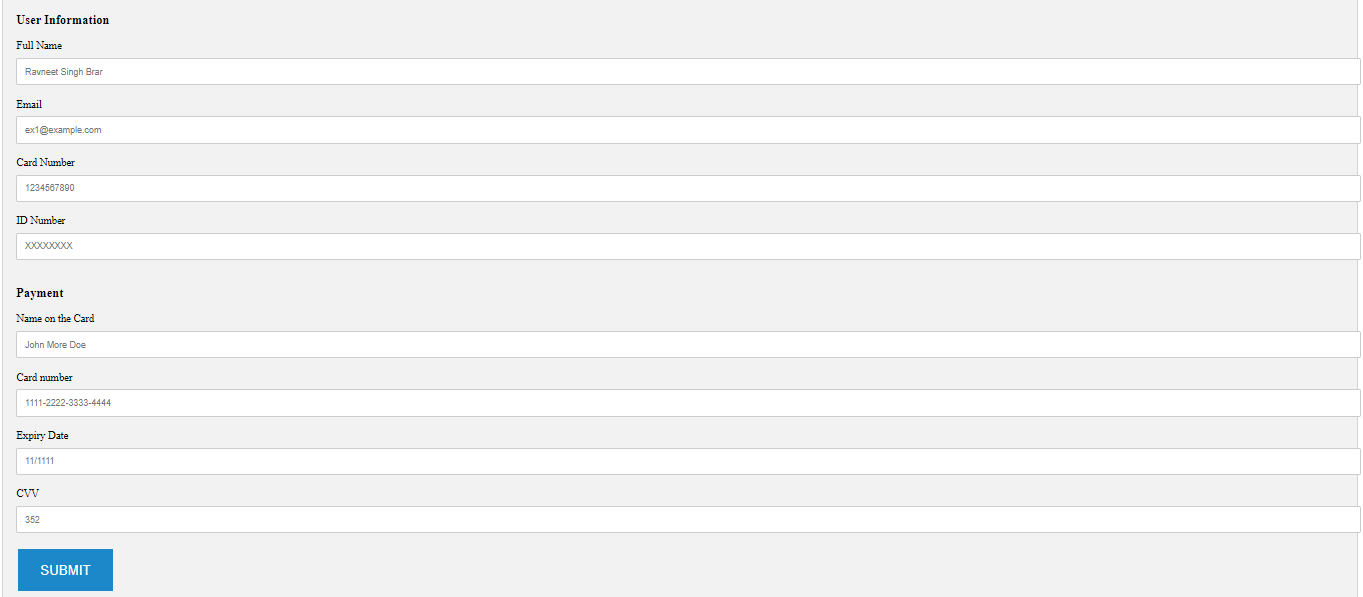 User Information
Full Name
Ravneet Singh Brar
Email
ex1@example.com
Card Number
1234567890
ID Number
XXXXXXXX
Payment
Name on the Card
John More Doe
Card number
1111-2222-3333-4444
Expiry Date
11/1111
CVV
352
SUBMIT